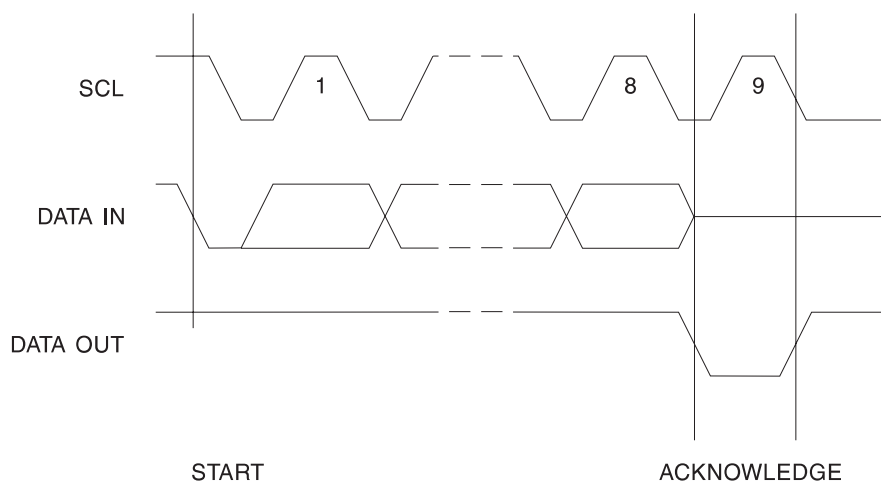 SCL
1
8
9
DATA IN
DATA OUT
START
ACKNOWLEDGE